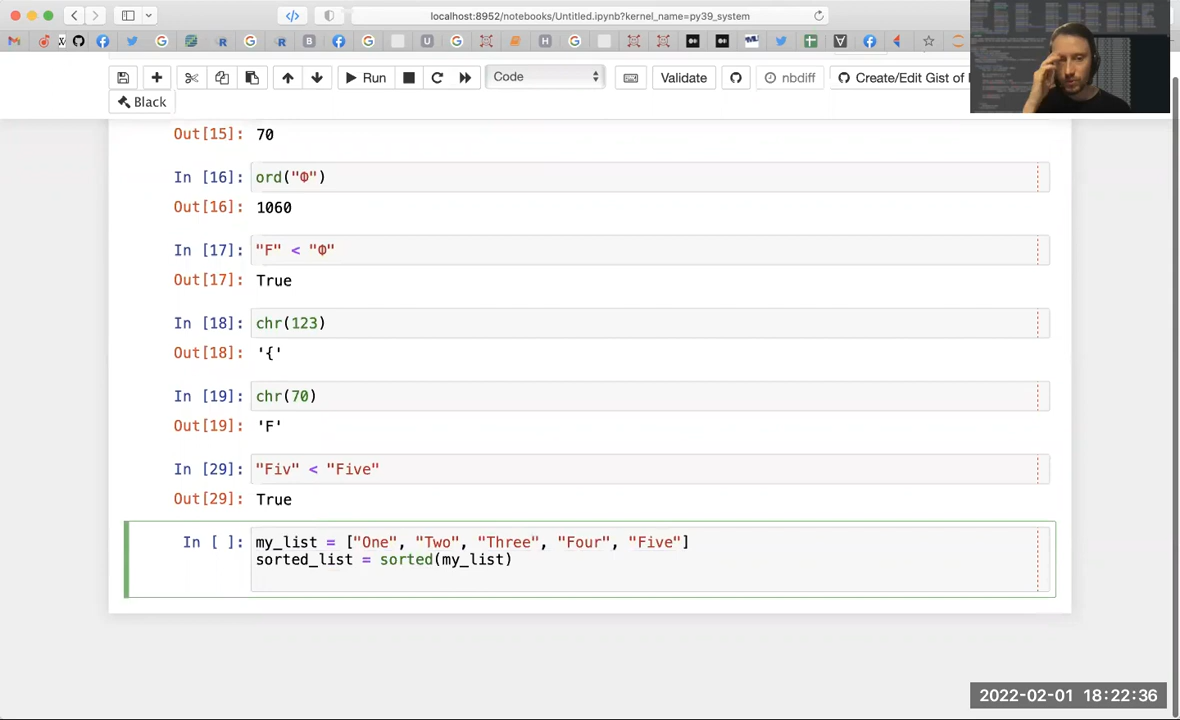 localhost:8952/notebooks/Untitled.ipynb?kernel_name=py39_system
Run
Code
Validate
nbdiff
Create/Edit Gist of
Black
Out[15]: 70
In [16]: ord("Ф")
Out[16]: 1060
In [17]: "F" < "Ф"
Out[17]: True
In [18]: chr(123)
Out[18]: '{'
In [19]: chr(70)
Out[19]: 'F'
In [29]: "Fiv" < "Five"
Out[29]: True
In [ ]: my_list = ["One", "Two", "Three", "Four", "Five"]
sorted_list = sorted(my_list)
2022-02-01 18:22:36